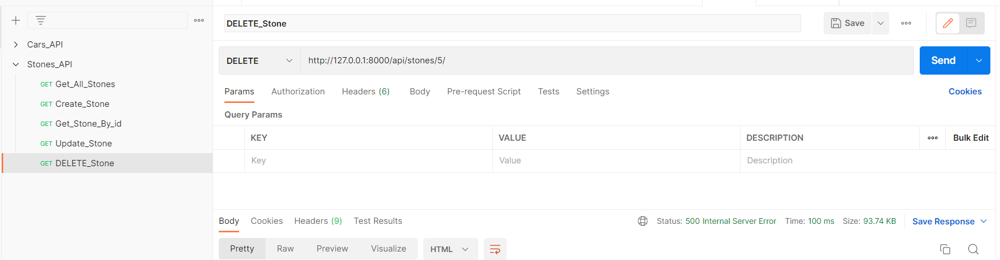 Cars_API
Stones_API
GET Get_All_Stones
GET Create_Stone
GET Get_Stone_By_id
GET Update_Stone
GET DELETE_Stone
DELETE_Stone
Save
DELETE http://127.0.0.1:8000/api/stones/5/ Send
Params Authorization Headers (6) Body Pre-request Script Tests Settings Cookies
Query Params
KEY VALUE DESCRIPTION Bulk Edit
Key Value Description
Body Cookies Headers (9) Test Results Status: 500 Internal Server Error Time: 100 ms Size: 93.74 KB Save Response
Pretty Raw Preview Visualize HTML